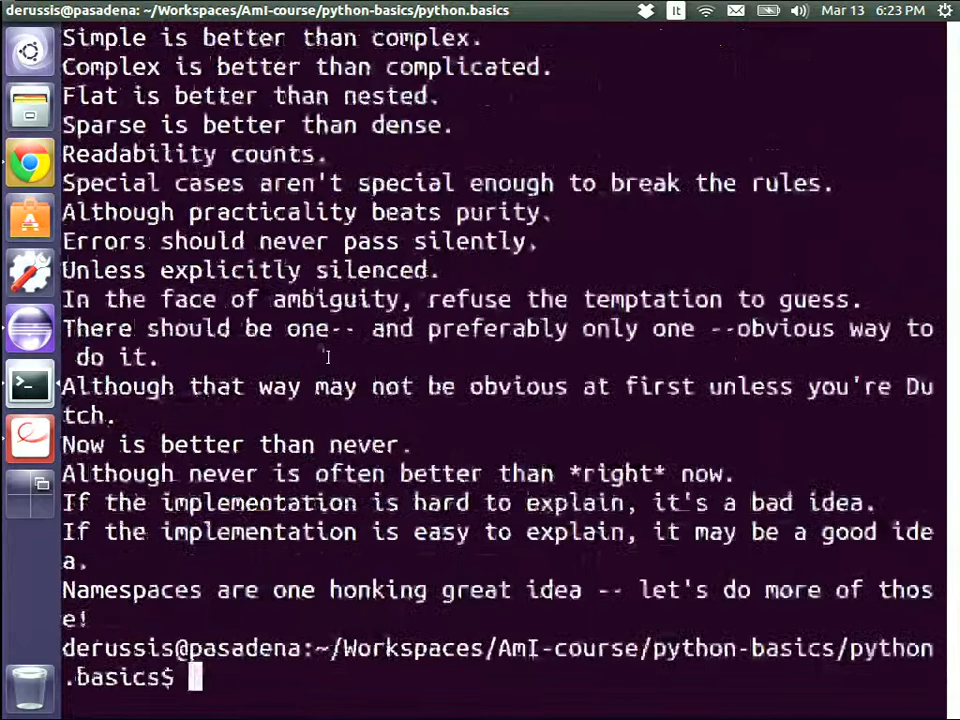 derussis@pasadena: ~/Workspaces/AmI-course/python-basics/python.basics
It
Mar 13
6:23 PM
Simple is better than complex.
Complex is better than complicated.
Flat is better than nested.
Sparse is better than dense.
Readability counts.
Special cases aren't special enough to break the rules.
Although practicality beats purity.
Errors should never pass silently.
Unless explicitly silenced.
In the face of ambiguity, refuse the temptation to guess.
There should be one-- and preferably only one --obvious way to
do it.
Although that way may not be obvious at first unless you're Du
tch.
Now is better than never.
Although never is often better than *right* now.
If the implementation is hard to explain, it's a bad idea.
If the implementation is easy to explain, it may be a good ide
a.
Namespaces are one honking great idea -- let's do more of thos
e!
derussis@pasadena:~/Workspaces/AmI-course/python-basics/python
.basics$